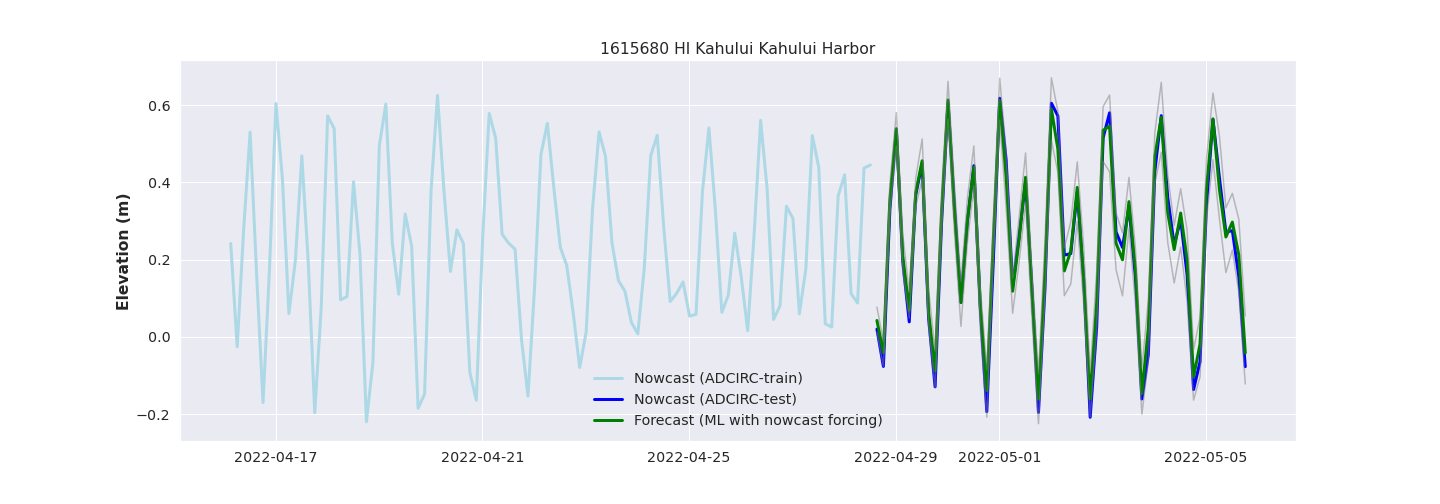 1615680 HI Kahului Kahului Harbor
Elevation (m)
0.6
0.4
0.2
0.0
−0.2
Nowcast (ADCIRC-train)
Nowcast (ADCIRC-test)
Forecast (ML with nowcast forcing)
2022-04-17 2022-04-21 2022-04-25 2022-04-29 2022-05-01 2022-05-05